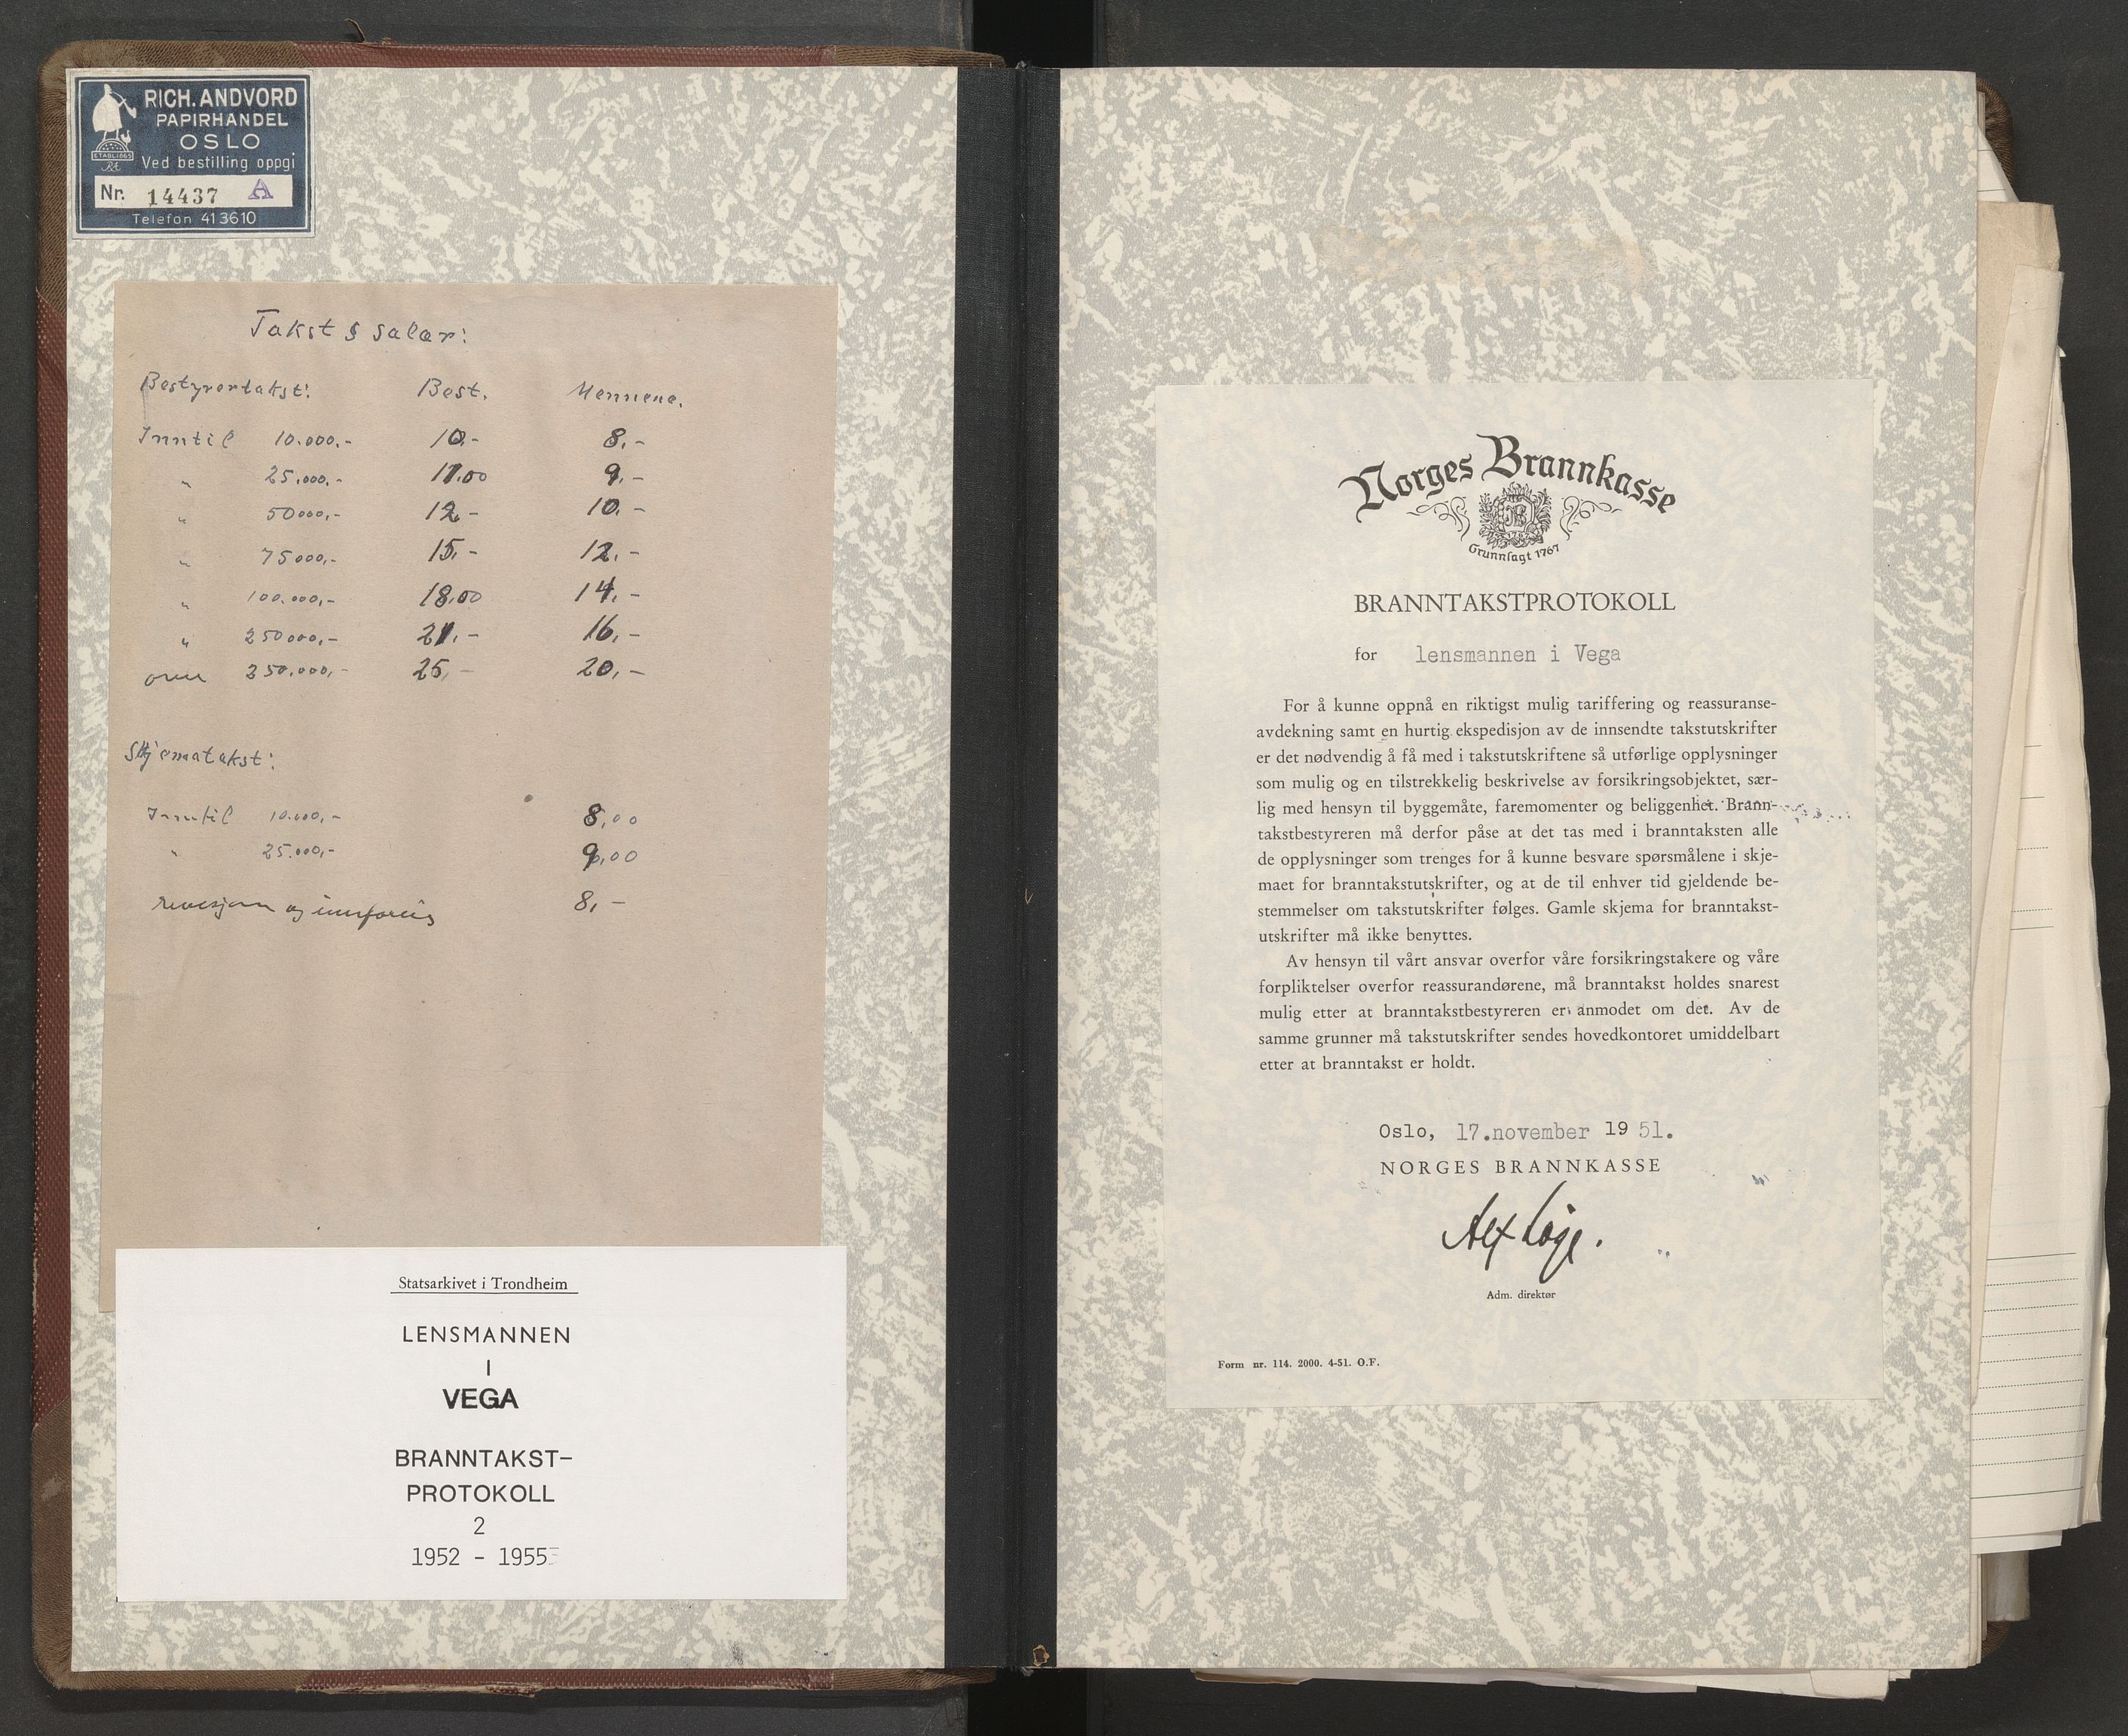 RICH. ANDVORD
PAPIRHANDEL
OSLO
ETABL. 1865
RA
Ved bestilling oppgi
Nr. 14437 A
Telefon 413610
Takst s salær:
Bestyrertakst: Best. Mennene.
Inntil 10.000.- 10.- 8.-
" 25.000.- 11.00 9.-
" 50000,- 12.- 10.-
" 75000,- 15.- 12.-
" 100.000,- 18.00 14.-
" 250000,- 21.- 16.-
over 250.000,- 25.- 20.-
Skjematakst:
Inntil 10.000,- 8,00
" 25.000,- 9,00
revisjon og 8,-
Statsarkivet i Trondheim
LENSMANNEN
I
VEGA
BRANNTAKST-
PROTOKOLL
2
1952 - 1955
Norges Brannkasse
Grunnlagt 1767
BRANNTAKSTPROTOKOLL
for lensmannen i Vega
For å kunne oppnå en riktigst mulig tariffering og reassuranse-
avdekning samt en hurtig ekspedisjon av de innsendte takstutskrifter
er det nødvendig å få med i takstutskriftene så utførlige opplysninger
som mulig og en tilstrekkelig beskrivelse av forsikringsobjektet, sær-
lig med hensyn til byggemåte, faremomenter og beliggenhet. Brann-
takstbestyreren må derfor påse at det tas med i branntaksten alle
de opplysninger som trenges for å kunne besvare spørsmålene i skje-
maet for branntakstutskrifter, og at de til enhver tid gjeldende be-
stemmelser om takstutskrifter følges. Gamle skjema for branntakst-
utskrifter må ikke benyttes.
Av hensyn til vårt ansvar overfor våre forsikringstakere og våre
forpliktelser overfor reassurandørene, må branntakst holdes snarest
mulig etter at branntakstbestyreren er anmodet om det. Av de
samme grunner må takstutskrifter sendes hovedkontoret umiddelbart
etter at branntakst er holdt.
Oslo, 17.november 19 51.
NORGES BRANNKASSE
Adm. direktør
Form nr. 114. 2000. 4-51. O.F.